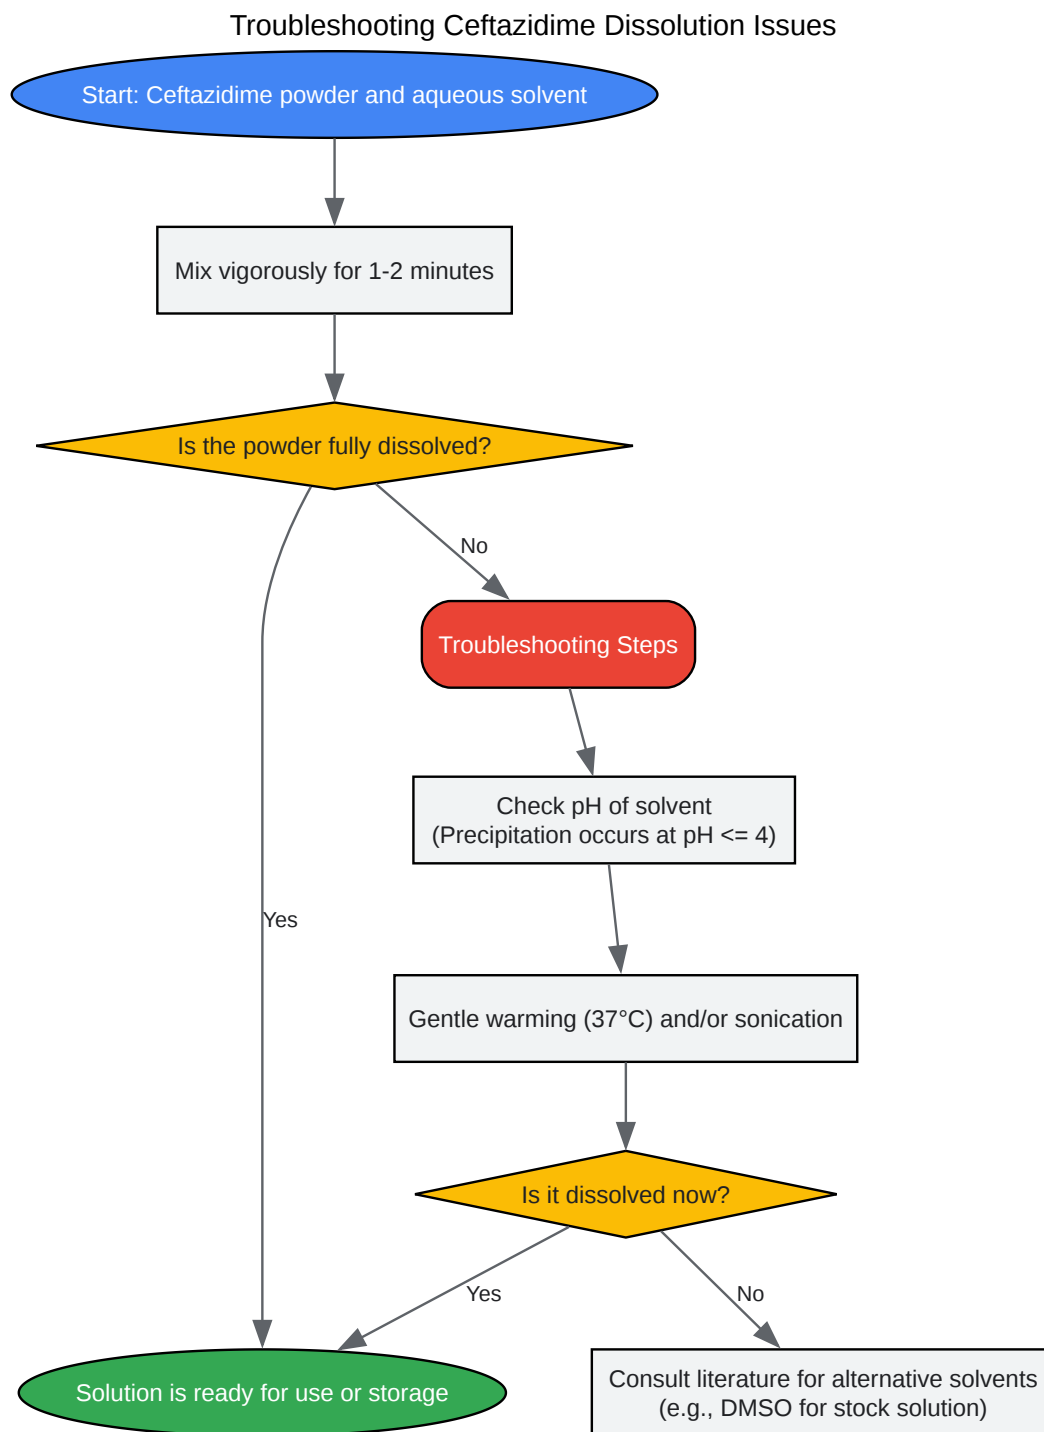 Troubleshooting Ceftazidime Dissolution Issues
Start: Ceftazidime powder and aqueous solvent
Mix vigorously for 1-2 minutes
Is the powder fully dissolved?
No
Troubleshooting Steps
Check pH of solvent
(Precipitation occurs at pH <= 4)
Yes
Gentle warming (37°C) and/or sonication
Is it dissolved now?
Yes
No
Solution is ready for use or storage
Consult literature for alternative solvents
(e.g., DMSO for stock solution)